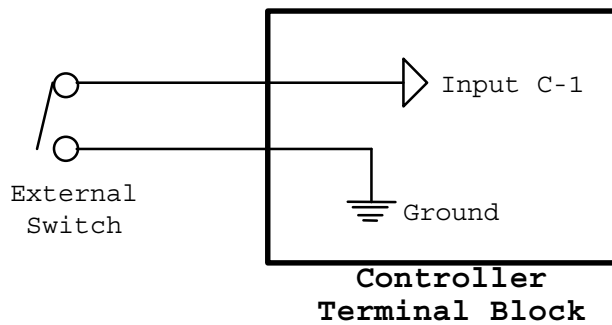 Input C-1
External
Switch
Ground
Controller
Terminal Block